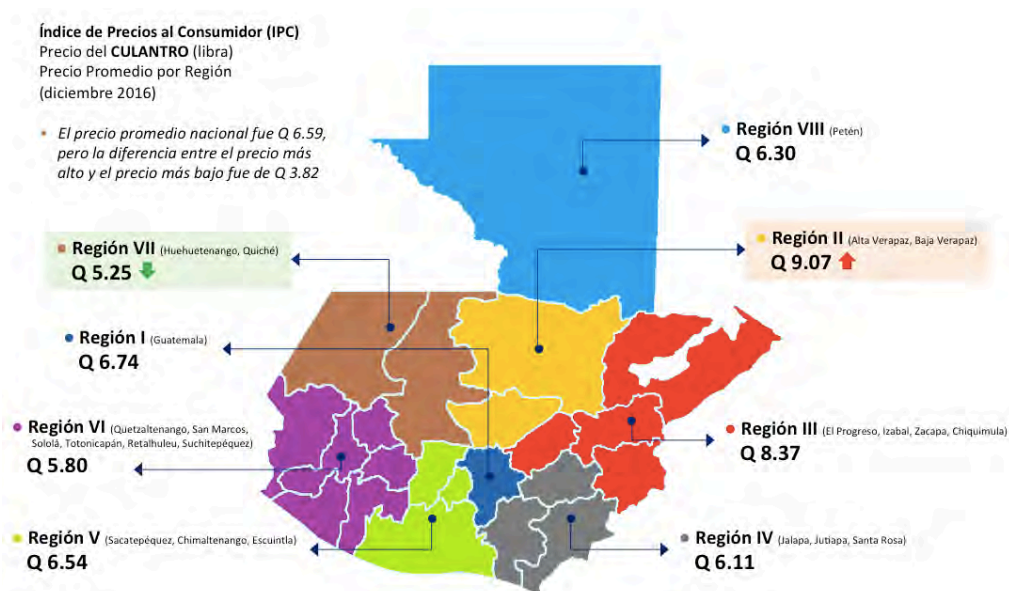 Índice de Precios al Consumidor (IPC)
Precio del CULANTRO (libra)
Precio Promedio por Región
(diciembre 2016)
• El precio promedio nacional fue Q 6.59,
pero la diferencia entre el precio más
alto y el precio más bajo fue de Q 3.82
Región VIII (Petén)
Q 6.30
Región VII (Huehuetenango, Quiché)
Q 5.25
Región II (Alta Verapaz, Baja Verapaz)
Q 9.07
Región I (Guatemala)
Q 6.74
Región VI (Quetzaltenango, San Marcos,
Sololá, Totonicapán, Retalhuleu, Suchitepéquez)
Q 5.80
Región III (El Progreso, Izabal, Zacapa, Chiquimula)
Q 8.37
Región V (Sacatepéquez, Chimaltenango, Escuintla)
Q 6.54
Región IV (Jalapa, Jutiapa, Santa Rosa)
Q 6.11